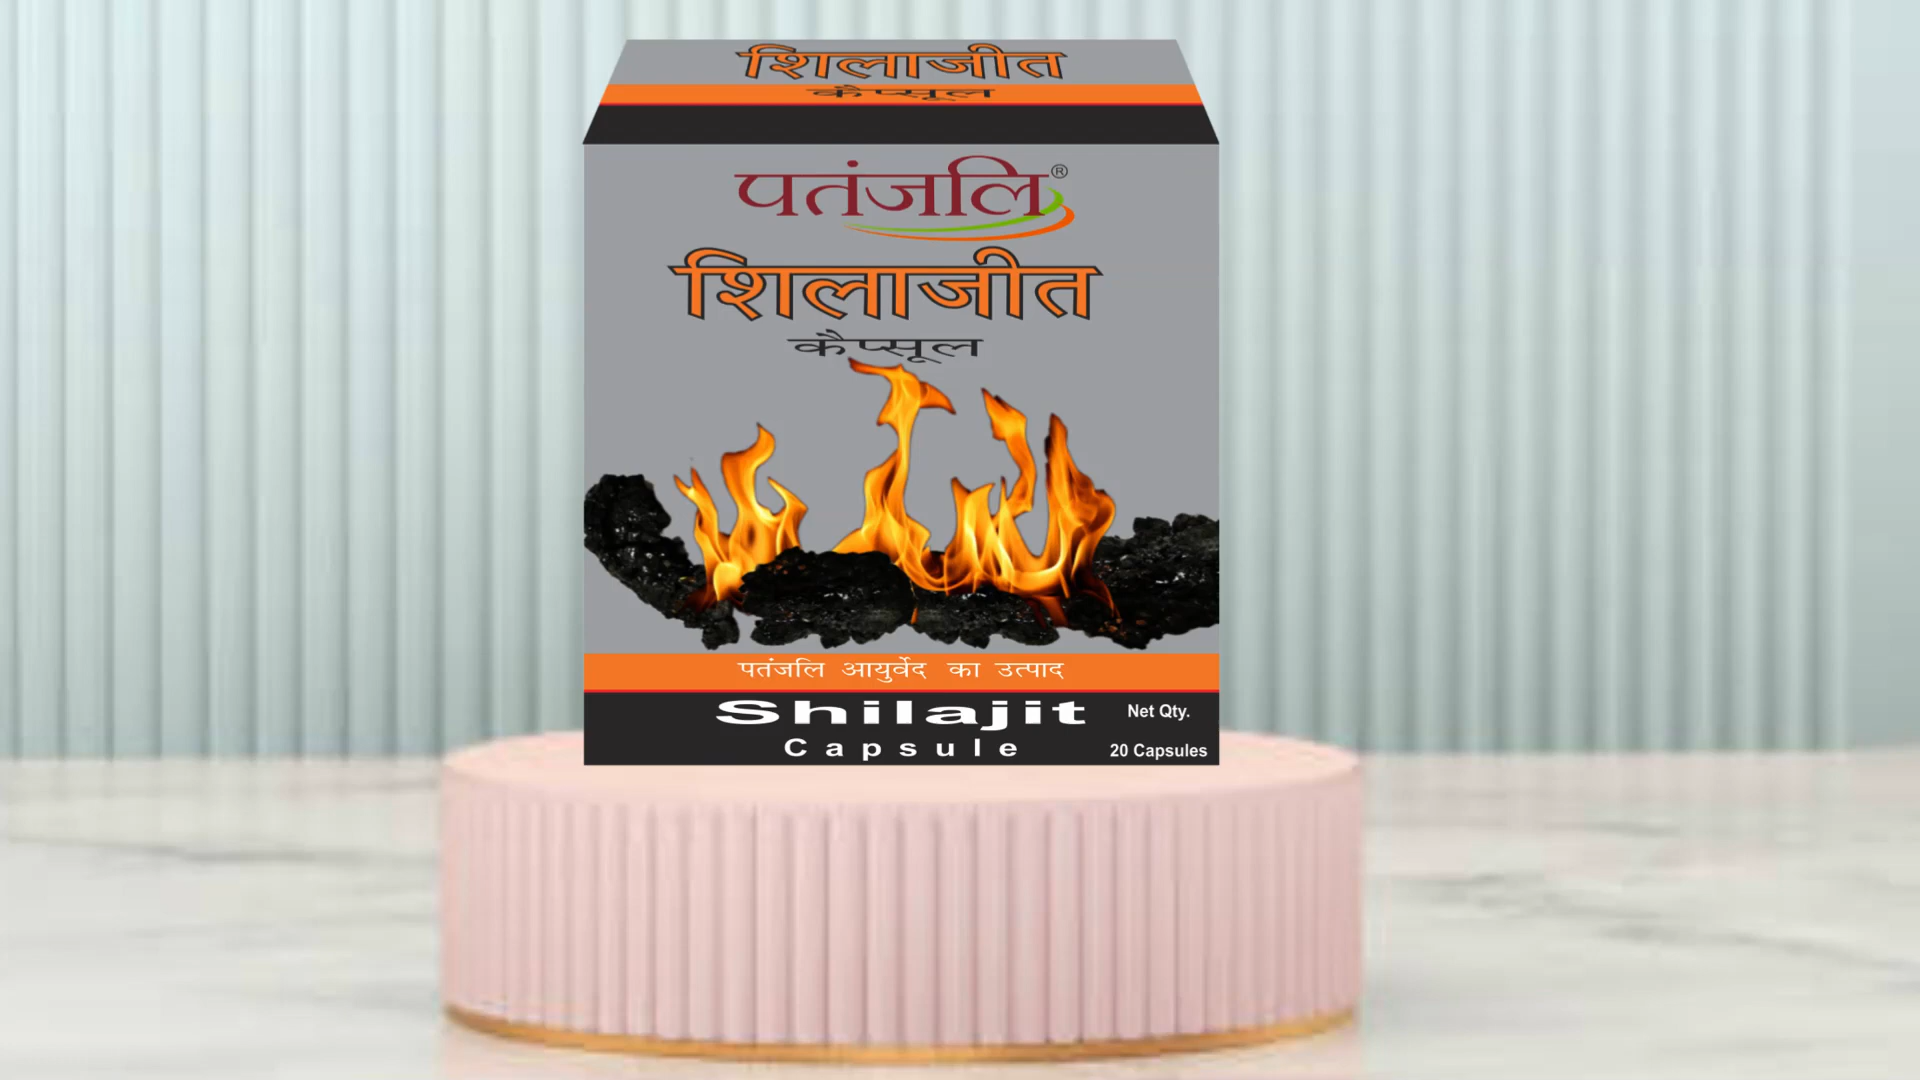 शिलाजीत
कैप्सूल
पतंजलि®
शिलाजीत
कैप्सूल
पतंजलि आयुर्वेद का उत्पाद
Shilajit
Capsule
Net Qty.
20 Capsules